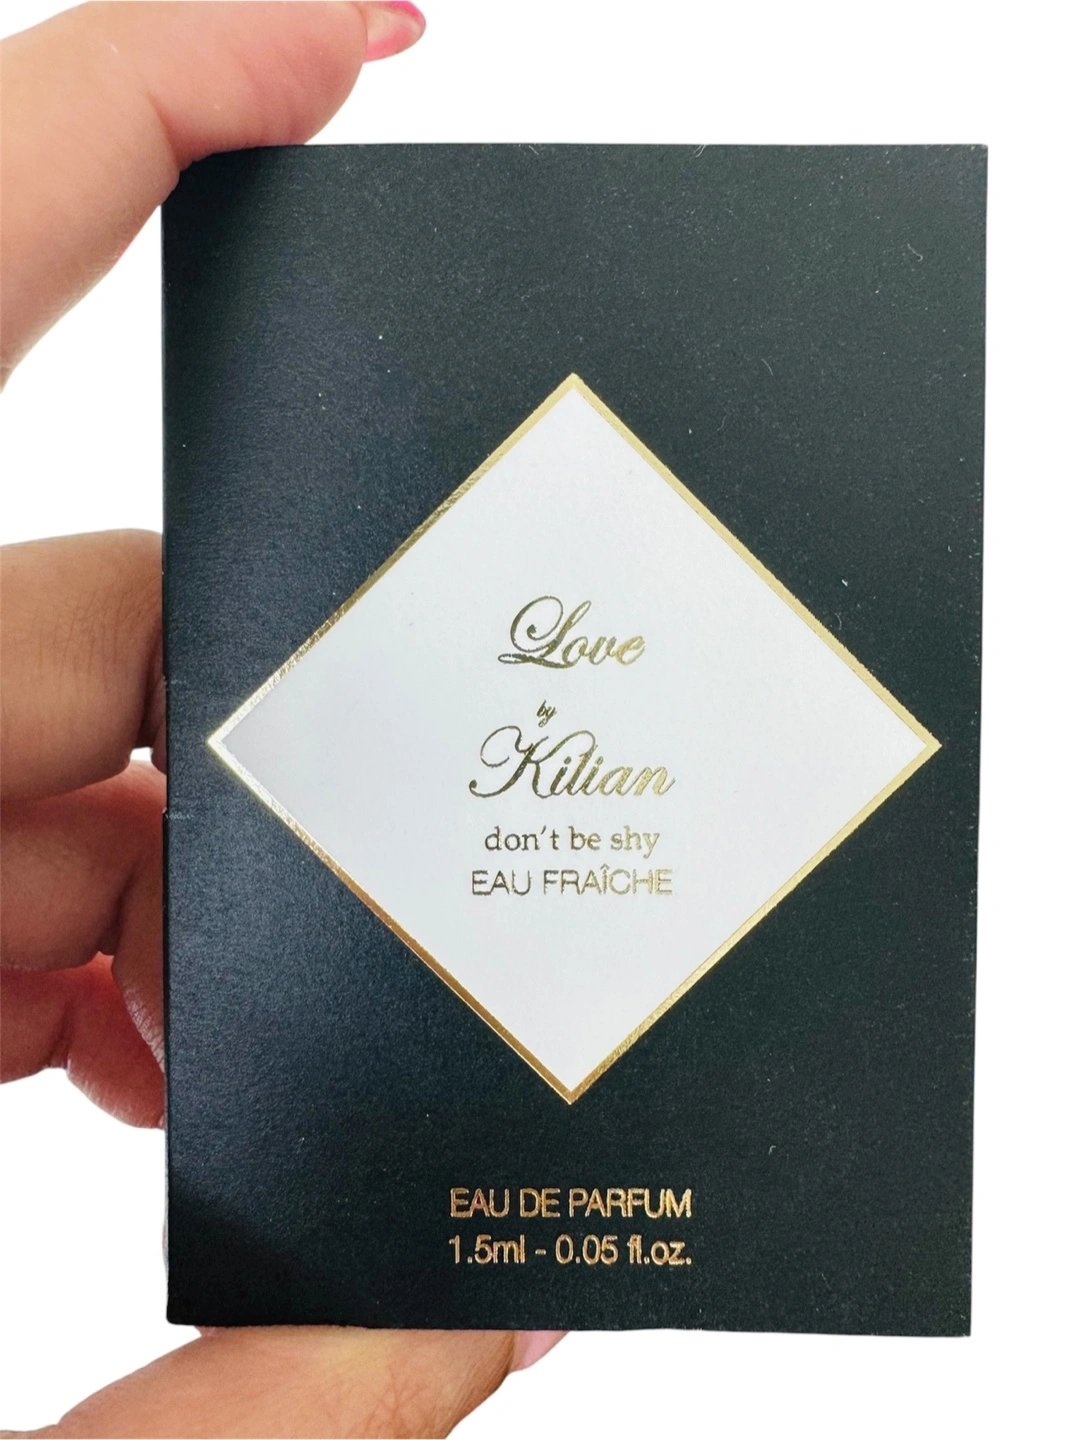 Love
by
Kilian
don't be shy
EAU FRAÎCHE
EAU DE PARFUM
1.5ml - 0.05 fl.oz.